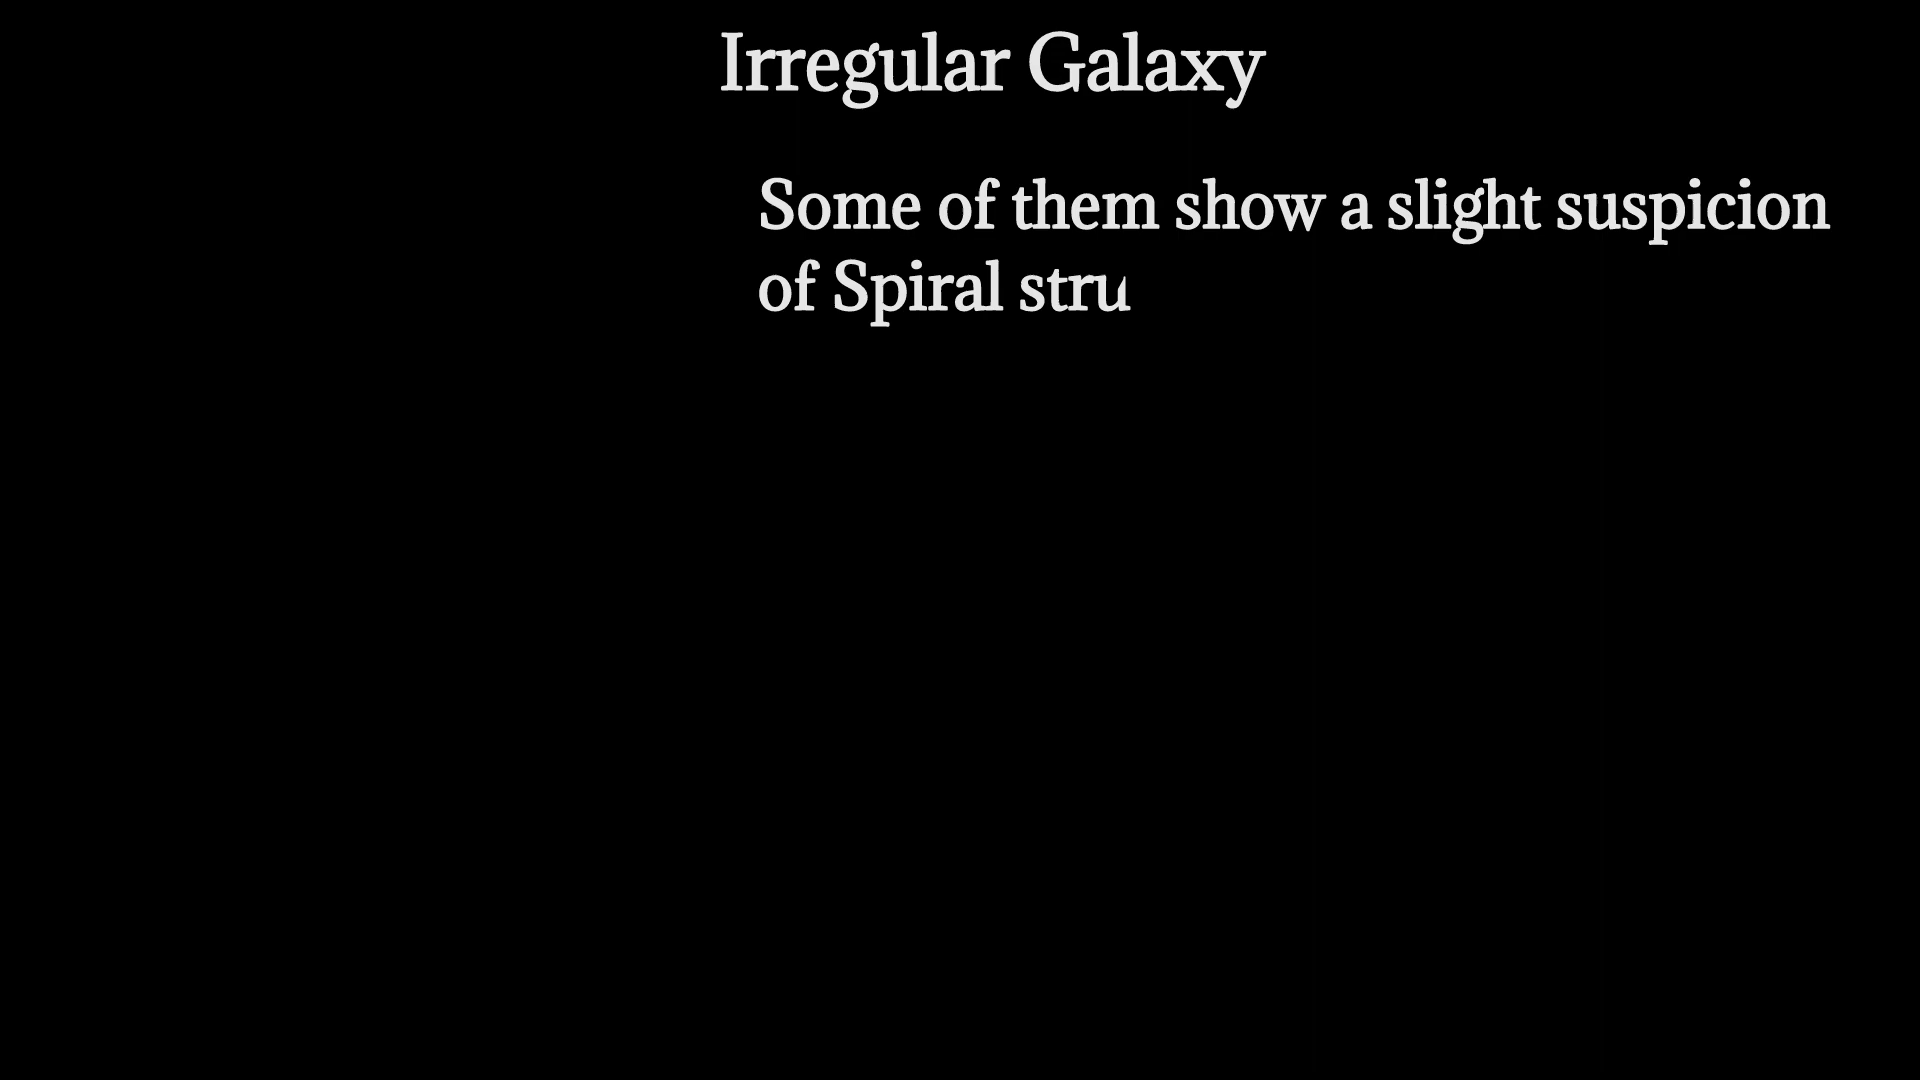 Irregular Galaxy
Some of them show a slight suspicion
of Spiral stru